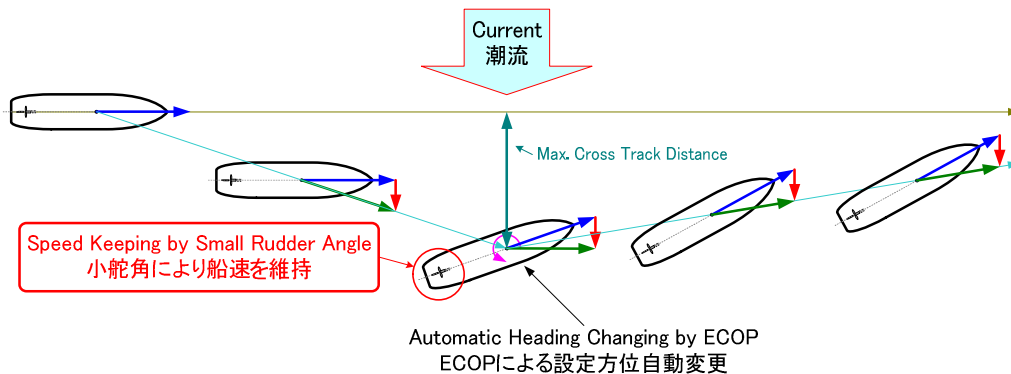 Current
潮流
Max. Cross Track Distance
Speed Keeping by Small Rudder Angle
小舵角により船速を維持
Automatic Heading Changing by ECOP
ECOPによる設定方位自動変更